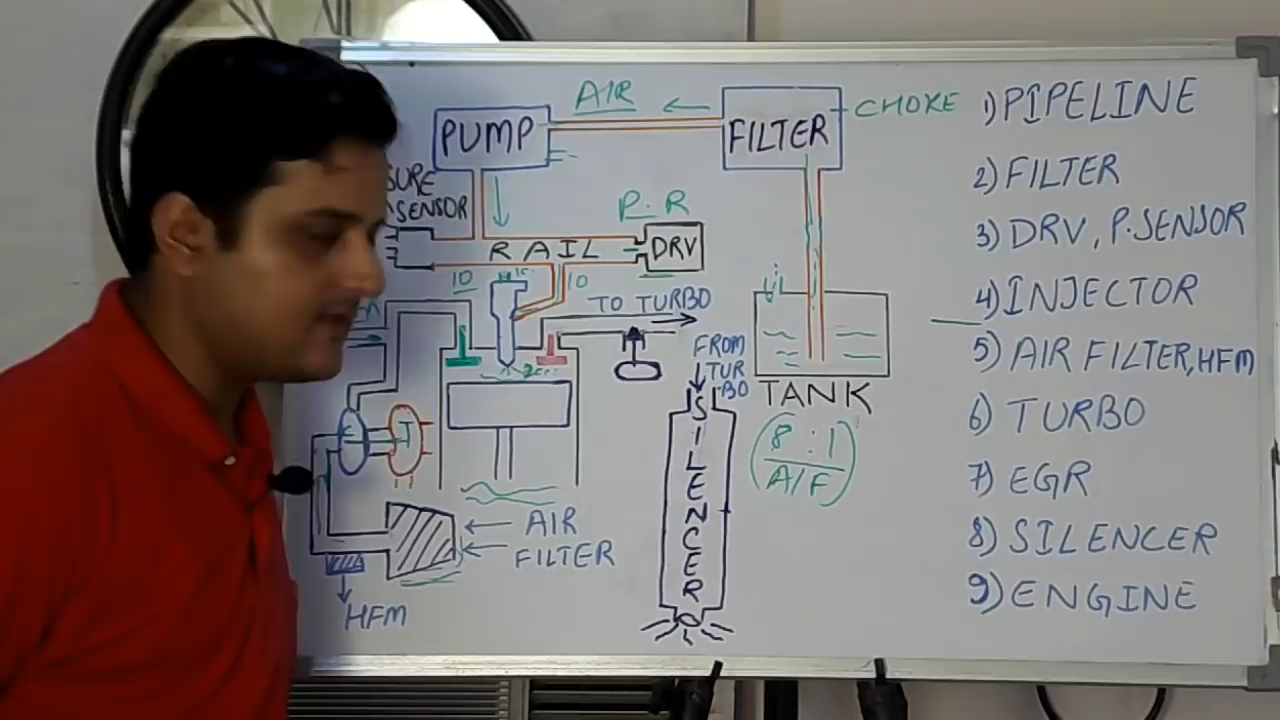 AIR
PUMP
FILTER
CHOKE
SURE
SENSOR
P.R
RAIL
DRV
10
10
TO TURBO
FROM
TUR
BO
TANK
8:1
A/F
SILENCER
AIR
FILTER
HFM
1) PIPELINE
2) FILTER
3) DRV, P.SENSOR
4) INJECTOR
5) AIR FILTER, HFM
6) TURBO
7) EGR
8) SILENCER
9) ENGINE